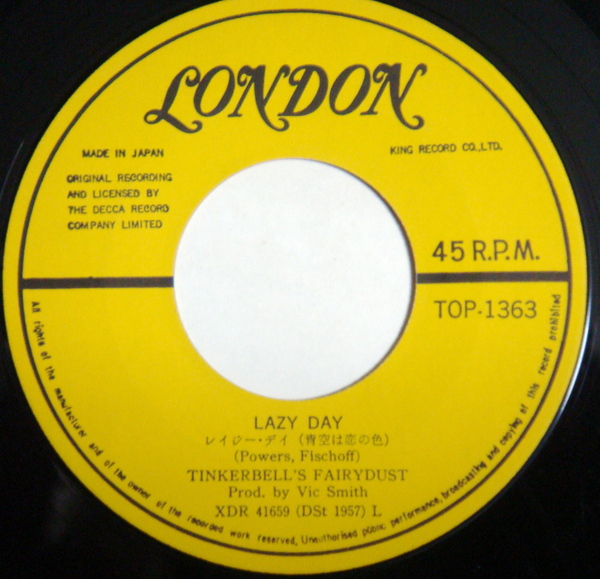 LONDON
MADE IN JAPAN
KING RECORD CO.,LTD.
ORIGINAL RECORDING
AND LICENSED BY
THE DECCA RECORD
COMPANY LIMITED
45 R.P.M.
TOP-1363
LAZY DAY
レイジー・デイ (青空は恋の色)
(Powers, Fischoff)
TINKERBELL'S FAIRYDUST
Prod. by Vic Smith
XDR 41659 (DSt 1957) L
All rights of the manufacturer and of the owner of the recorded work reserved. Unauthorised public performance, broadcasting and copying of this record prohibited